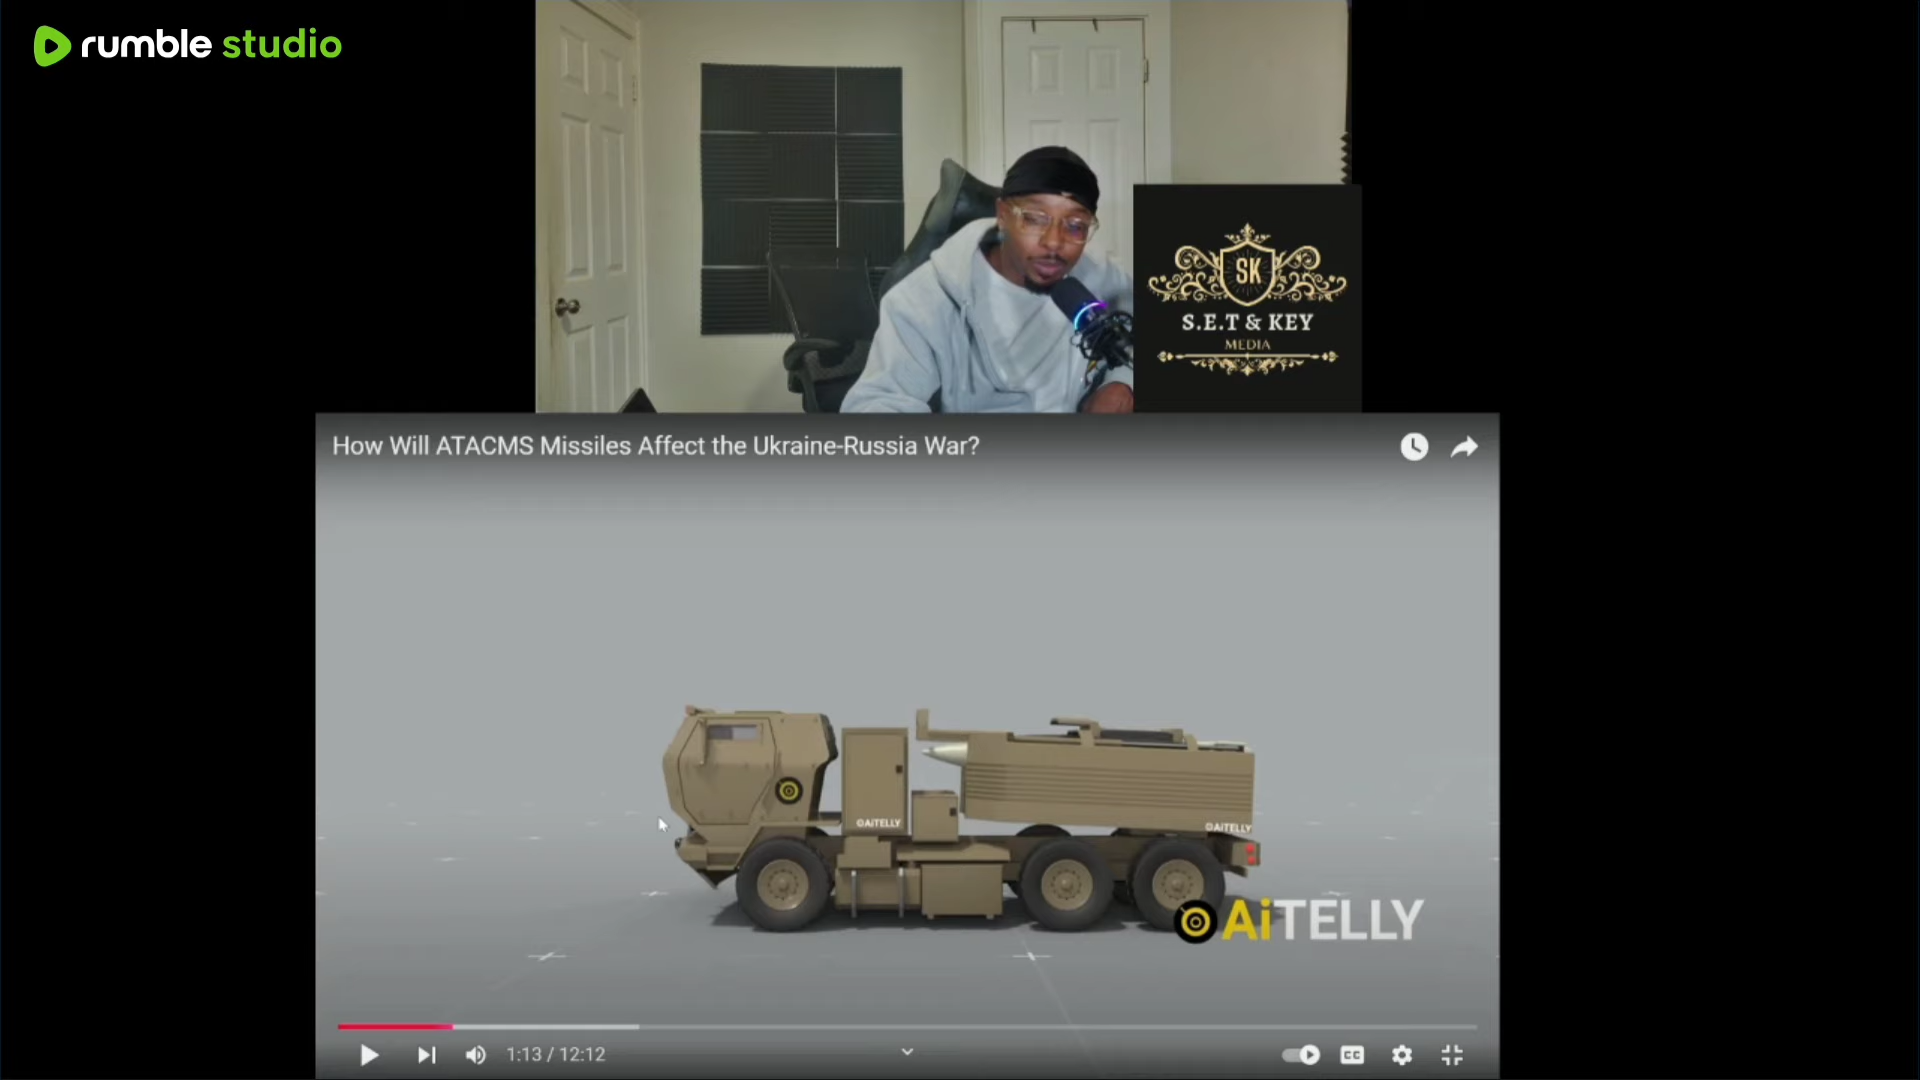 rumble studio
SK
S.E.T & KEY
MEDIA
How Will ATACMS Missiles Affect the Ukraine-Russia War?
AiTELLY
AiTELLY
AiTELLY
1:13 / 12:12
CC